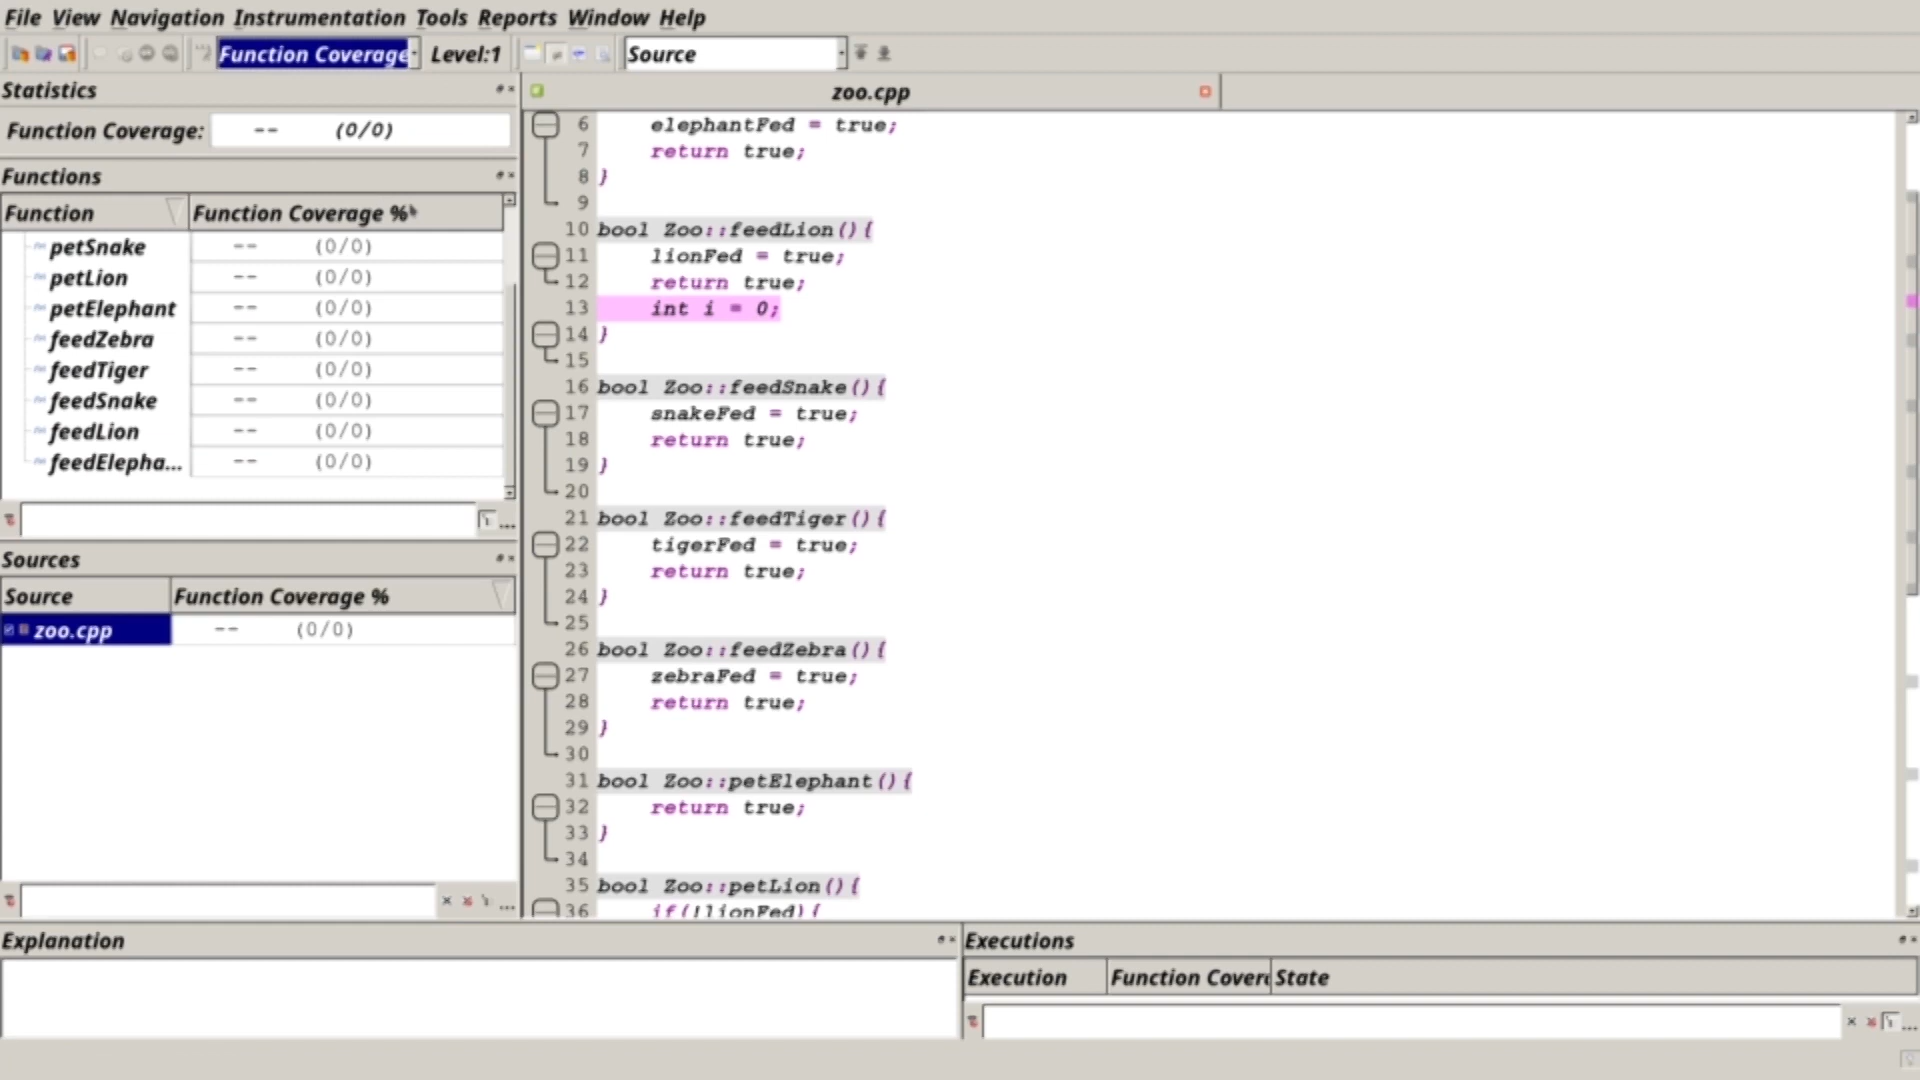 File View Navigation Instrumentation Tools Reports Window Help
Function Coverage Level:1 Source
Statistics
Function Coverage: -- (0/0)
Functions
Function Function Coverage %
petSnake -- (0/0)
petLion -- (0/0)
petElephant -- (0/0)
feedZebra -- (0/0)
feedTiger -- (0/0)
feedSnake -- (0/0)
feedLion -- (0/0)
feedElepha... -- (0/0)
...
Sources
Source Function Coverage %
zoo.cpp -- (0/0)
...
zoo.cpp
6 elephantFed = true;
7 return true;
8 }
9
10 bool Zoo::feedLion(){
11 lionFed = true;
12 return true;
13 int i = 0;
14 }
15
16 bool Zoo::feedSnake(){
17 snakeFed = true;
18 return true;
19 }
20
21 bool Zoo::feedTiger(){
22 tigerFed = true;
23 return true;
24 }
25
26 bool Zoo::feedZebra(){
27 zebraFed = true;
28 return true;
29 }
30
31 bool Zoo::petElephant(){
32 return true;
33 }
34
35 bool Zoo::petLion(){
36 if(!lionFed){
Explanation
Executions
Execution Function Cover State
...